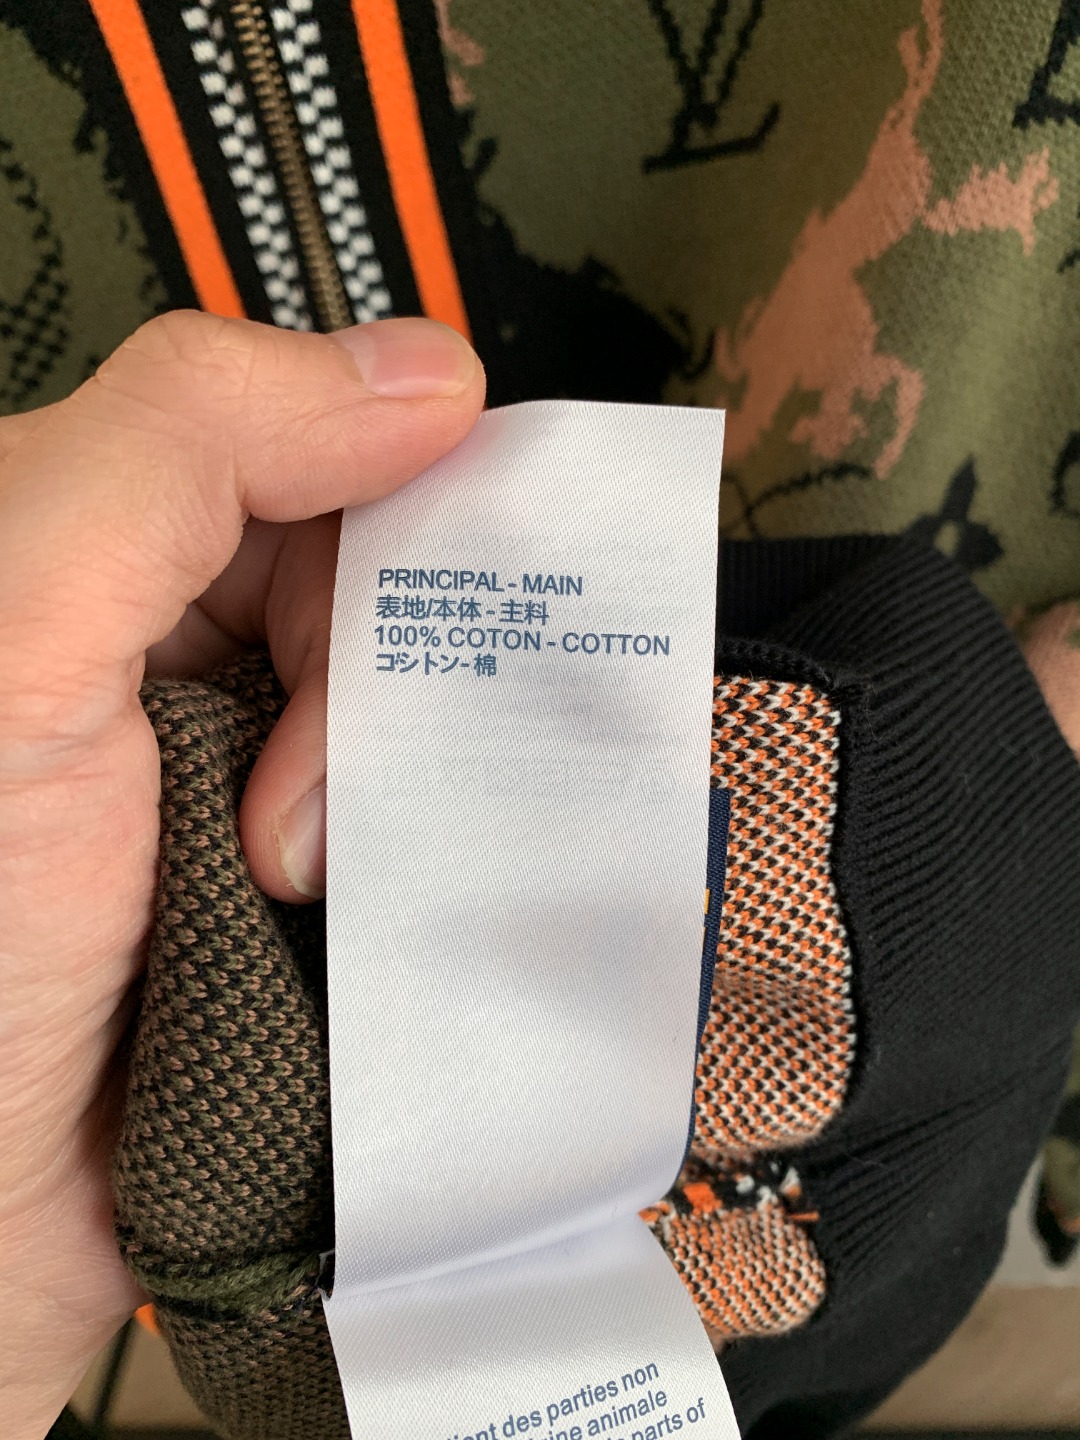 PRINCIPAL - MAIN
表地/本体 - 主料
100% COTON - COTTON
コットン - 棉
des parties non
animale
parts of